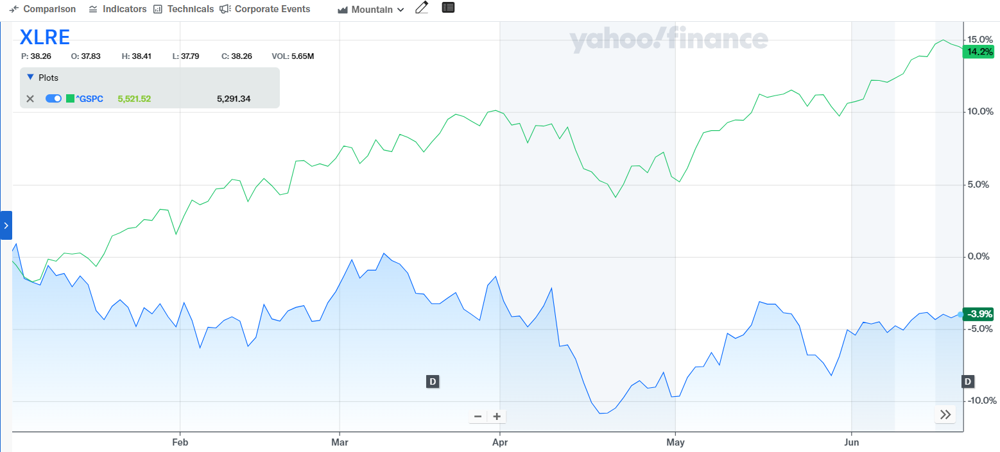 Comparison Indicators Technicals Corporate Events Mountain
XLRE
P: 38.26 O: 37.83 H: 38.41 L: 37.79 C: 38.26 VOL: 5.65M
Plots
^GSPC 5,521.52 5,291.34
yahoo!finance
15.0%
14.2%
10.0%
5.0%
0.0%
-3.9%
-5.0%
D D
-10.0%
Feb Mar Apr May Jun